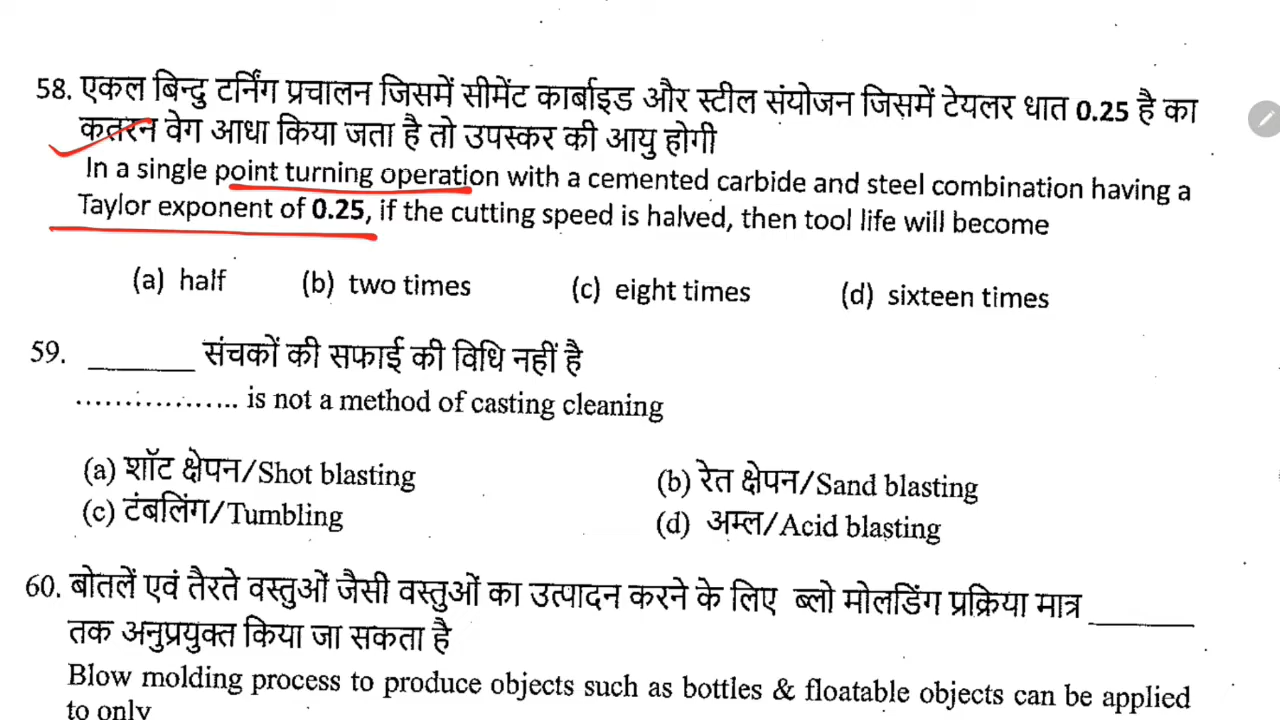 58. एकल बिन्दु टर्निंग प्रचालन जिसमें सीमेंट कार्बाइड और स्टील संयोजन जिसमें टेयलर धात 0.25 है का
कतरन वेग आधा किया जता है तो उपस्कर की आयु होगी
In a single point turning operation with a cemented carbide and steel combination having a
Taylor exponent of 0.25, if the cutting speed is halved, then tool life will become
(a) half (b) two times (c) eight times (d) sixteen times
59. ______ संचकों की सफाई की विधि नहीं है
................. is not a method of casting cleaning
(a) शॉट क्षेपन/Shot blasting (b) रेत क्षेपन/Sand blasting
(c) टंबलिंग/Tumbling (d) अम्ल/Acid blasting
60. बोतलें एवं तैरते वस्तुओं जैसी वस्तुओं का उत्पादन करने के लिए ब्लो मोलडिंग प्रक्रिया मात्र ______
तक अनुप्रयुक्त किया जा सकता है
Blow molding process to produce objects such as bottles & floatable objects can be applied
to only